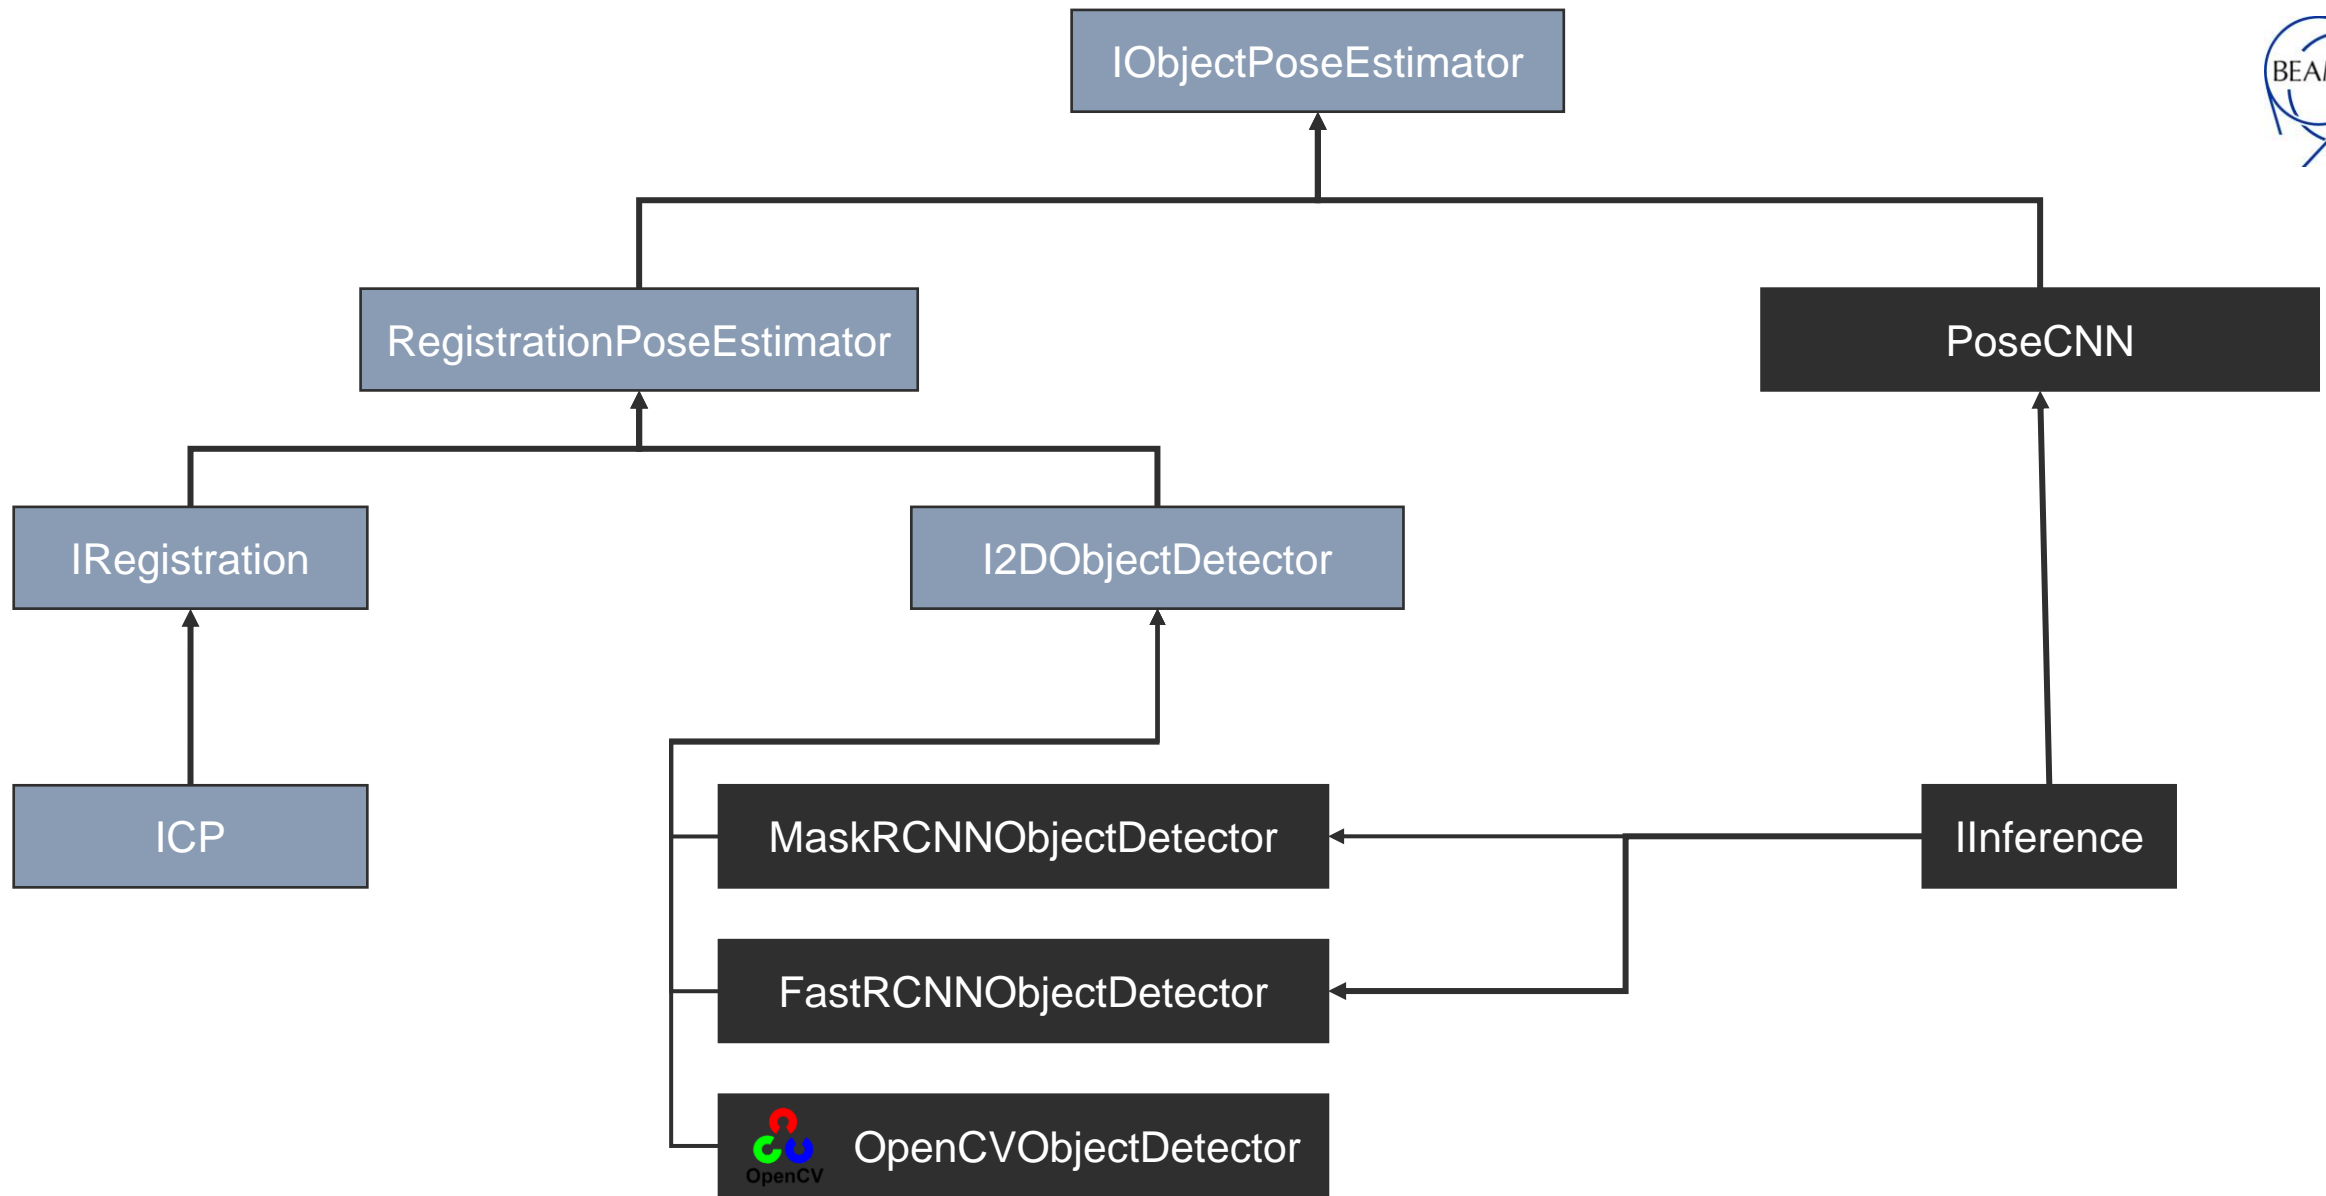 IObjectPoseEstimator
RegistrationPoseEstimator
PoseCNN
IRegistration
I2DObjectDetector
ICP
MaskRCNNObjectDetector
IInference
FastRCNNObjectDetector
OpenCVObjectDetector
OpenCV